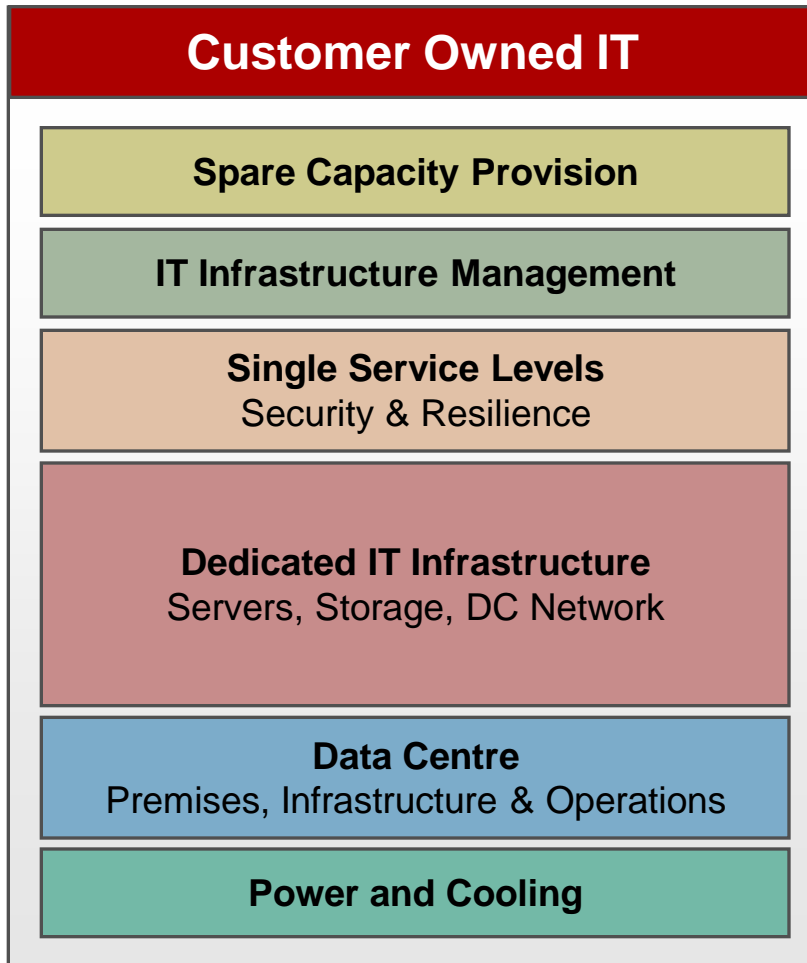 Customer Owned IT
Spare Capacity Provision
IT Infrastructure Management
Single Service Levels
Security & Resilience
Dedicated IT Infrastructure
Servers, Storage, DC Network
Data Centre
Premises, Infrastructure & Operations
Power and Cooling